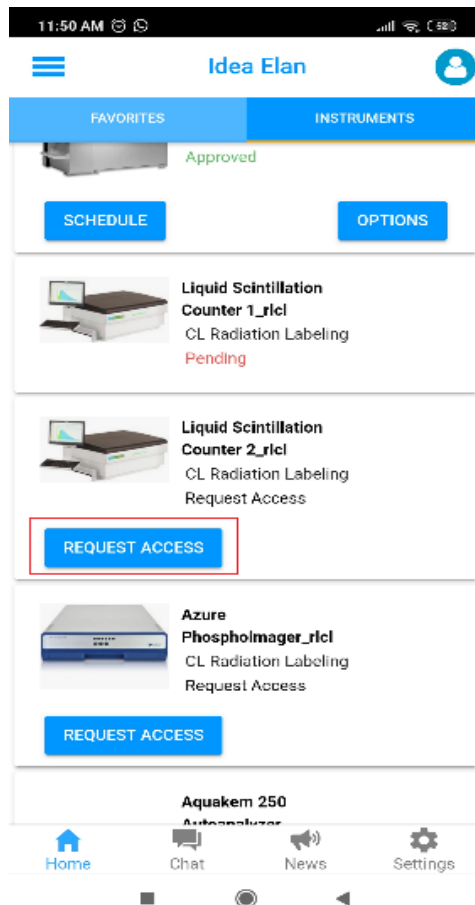 11:50 AM
52
Idea Elan
FAVORITES
INSTRUMENTS
Approved
SCHEDULE
OPTIONS
Liquid Scintillation
Counter 1_rlcl
CL Radiation Labeling
Pending
Liquid Scintillation
Counter 2_rlcl
CL Radiation Labeling
Request Access
REQUEST ACCESS
Azure
PhosphoImager_rlcl
CL Radiation Labeling
Request Access
REQUEST ACCESS
Aquakem 250
Autoanalyzer
Home
Chat
News
Settings